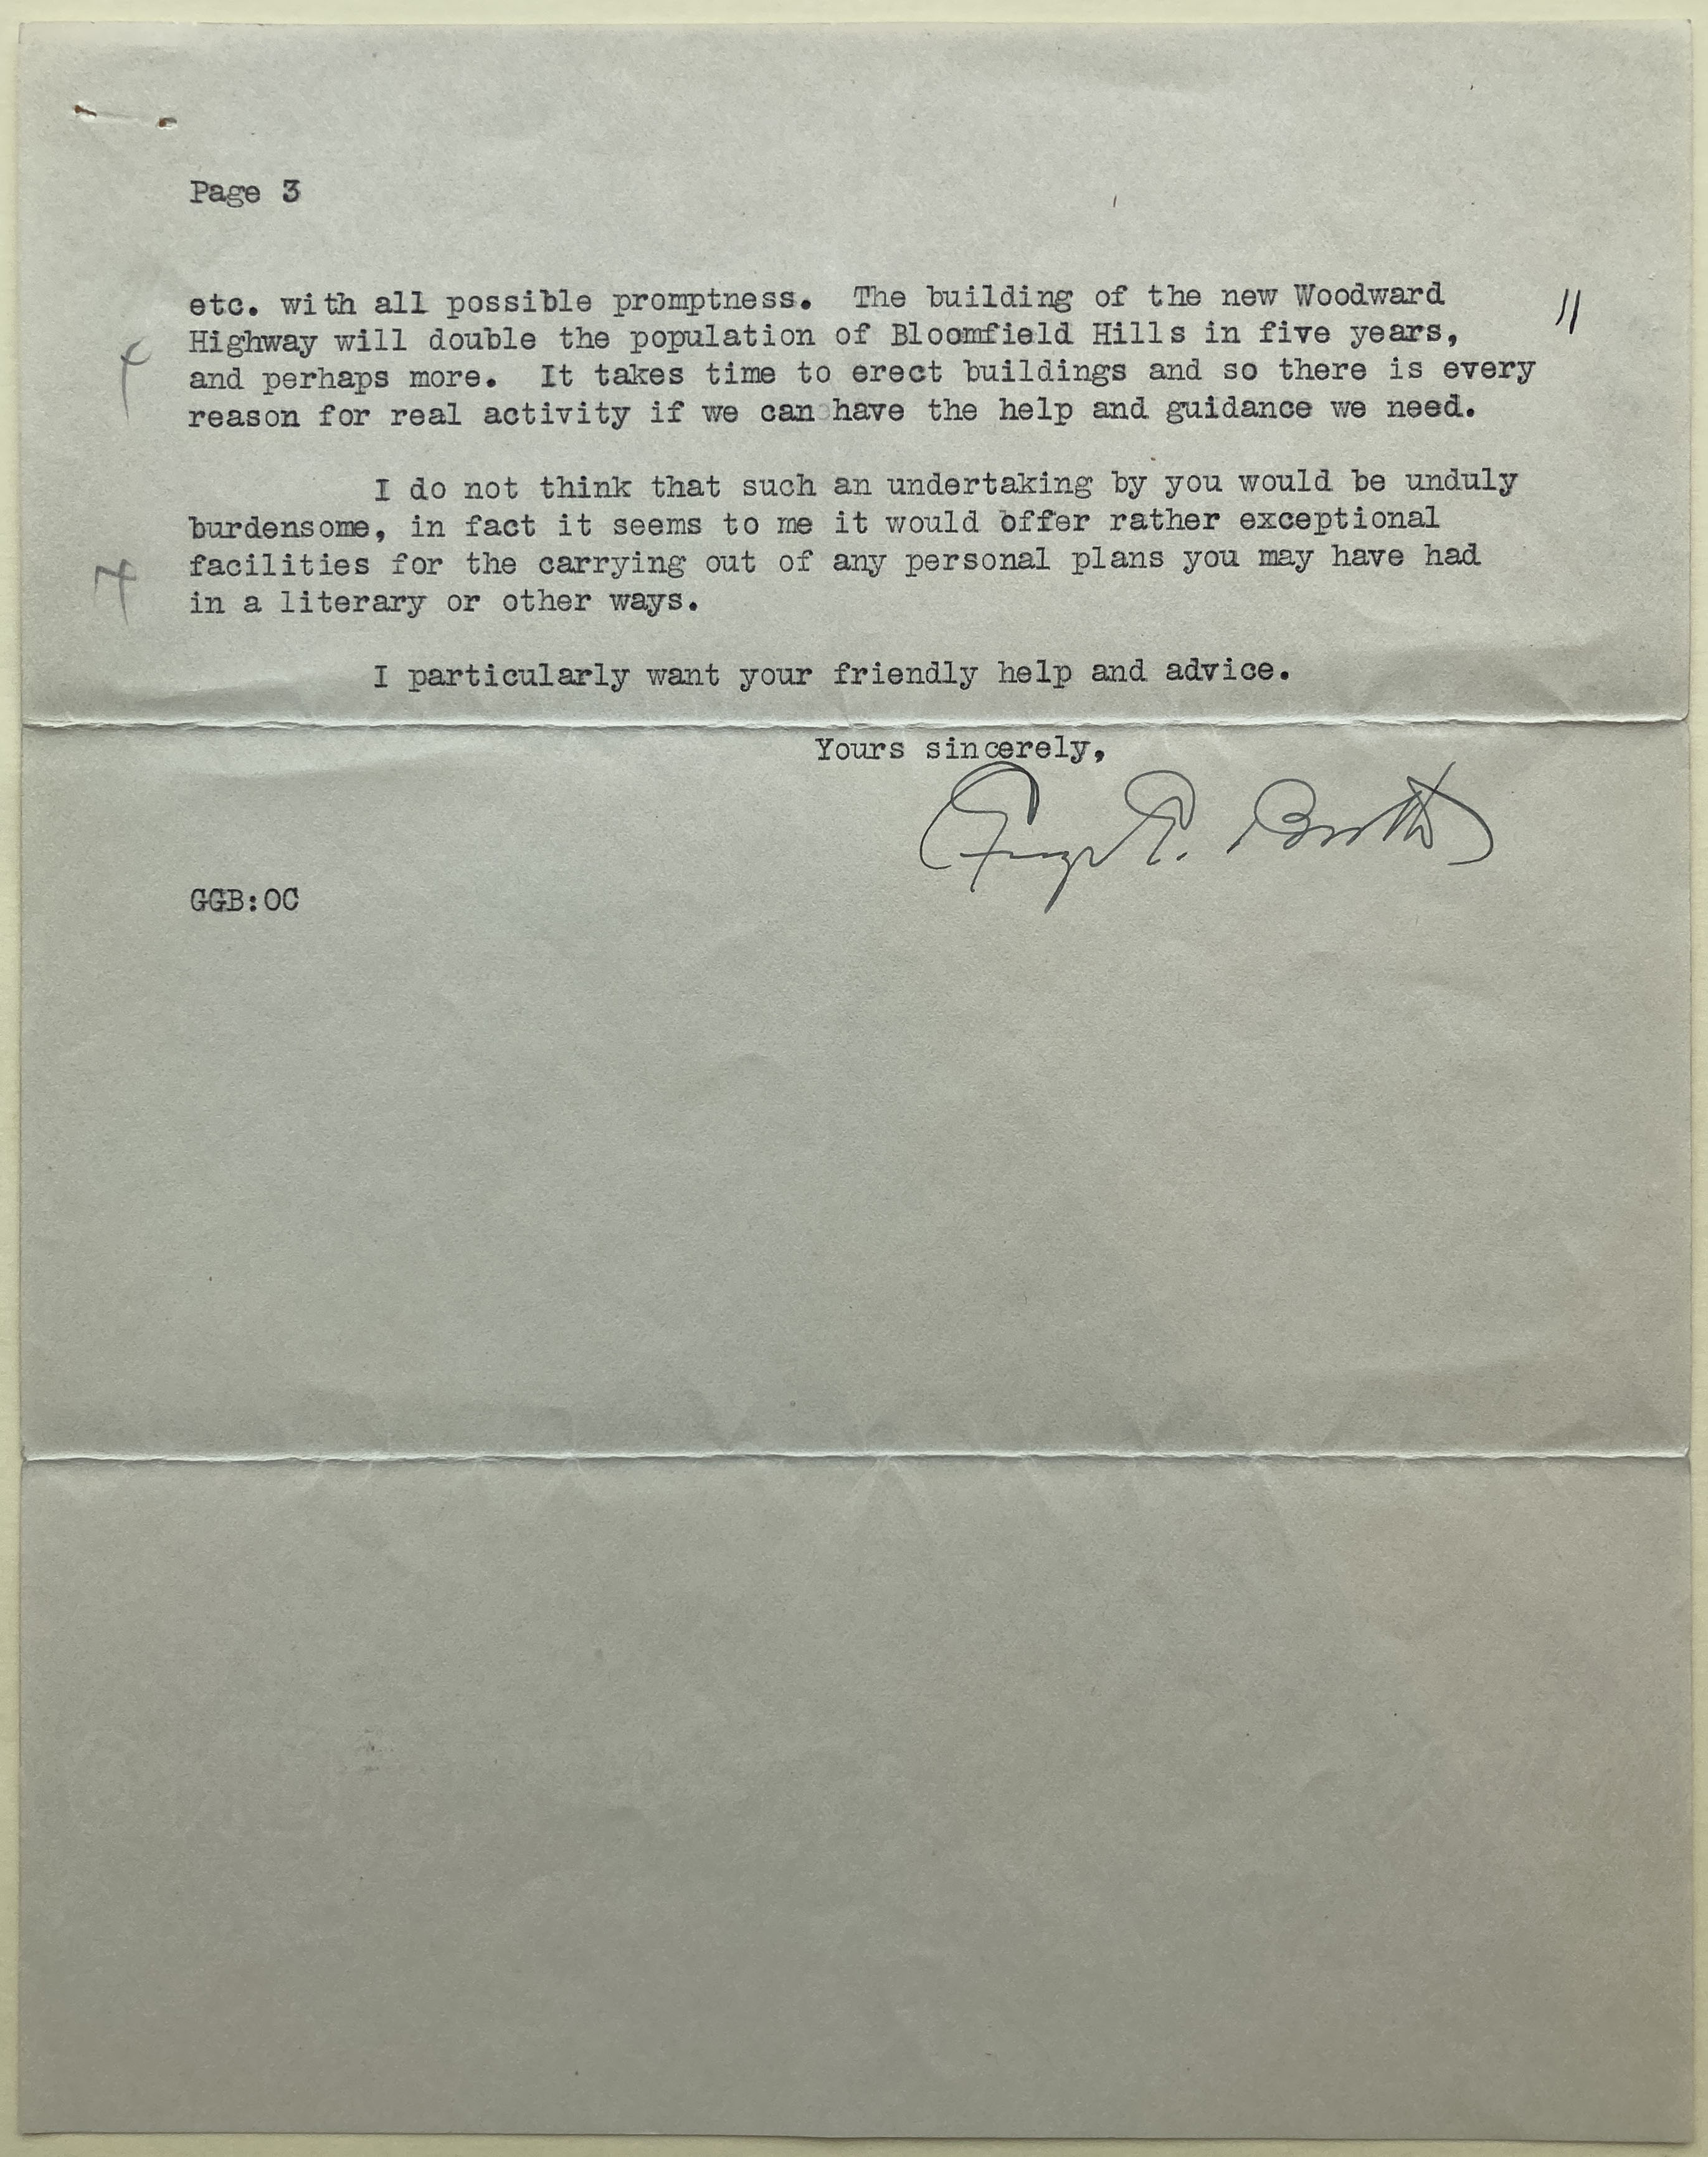 Page 3
etc. with all possible promptness. The building of the new Woodward
Highway will double the population of Bloomfield Hills in five years,
and perhaps more. It takes time to erect buildings and so there is every
reason for real activity if we can have the help and guidance we need.
I do not think that such an undertaking by you would be unduly
burdensome, in fact it seems to me it would offer rather exceptional
facilities for the carrying out of any personal plans you may have had
in a literary or other ways.
I particularly want your friendly help and advice.
Yours sincerely,
GGB:OC